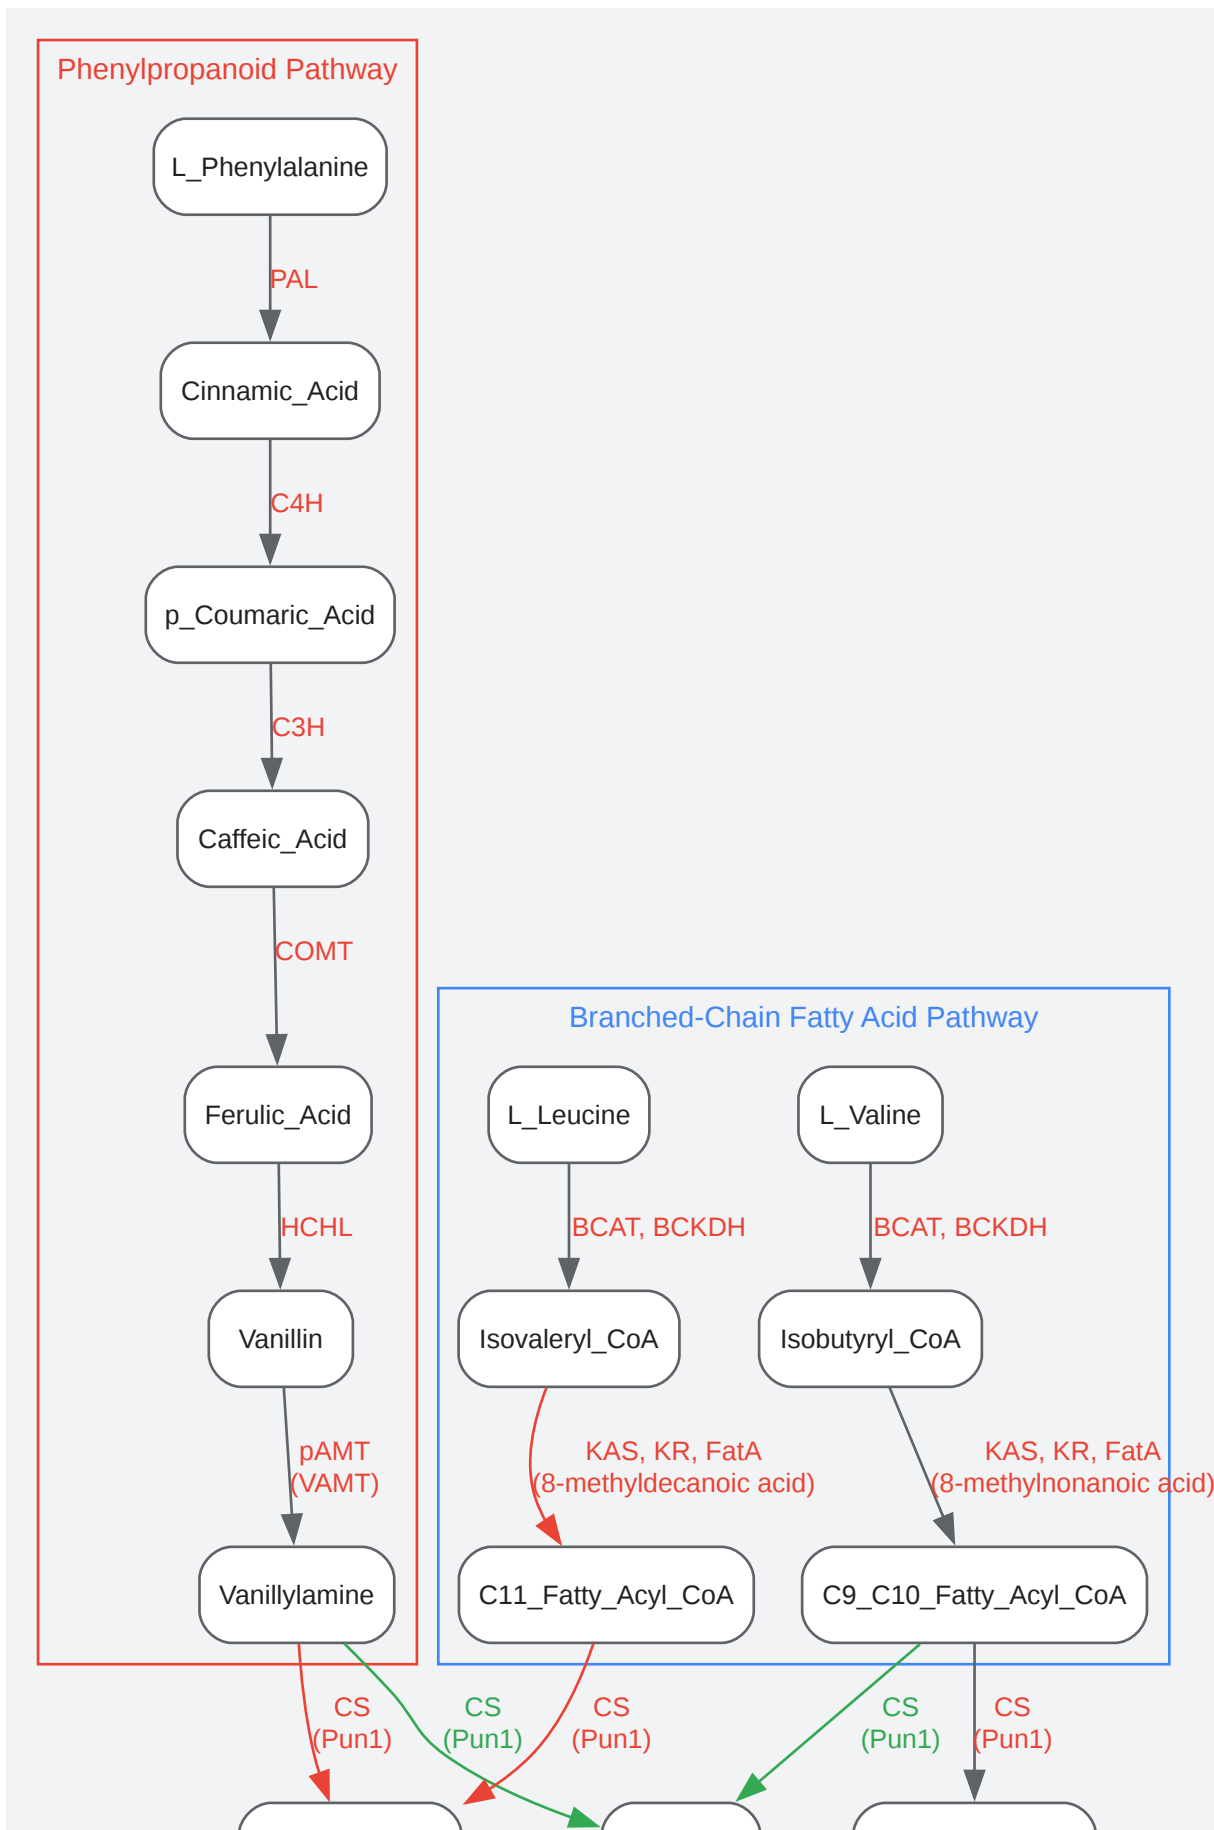 Phenylpropanoid Pathway
L_Phenylalanine
PAL
Cinnamic_Acid
C4H
p_Coumaric_Acid
C3H
Caffeic_Acid
COMT
Ferulic_Acid
HCHL
Vanillin
pAMT
(VAMT)
Vanillylamine
Branched-Chain Fatty Acid Pathway
L_Leucine
L_Valine
BCAT, BCKDH
BCAT, BCKDH
Isovaleryl_CoA
Isobutyryl_CoA
KAS, KR, FatA
(8-methyldecanoic acid)
KAS, KR, FatA
(8-methylnonanoic acid)
C11_Fatty_Acyl_CoA
C9_C10_Fatty_Acyl_CoA
CS
(Pun1)
CS
(Pun1)
CS
(Pun1)
CS
(Pun1)
CS
(Pun1)